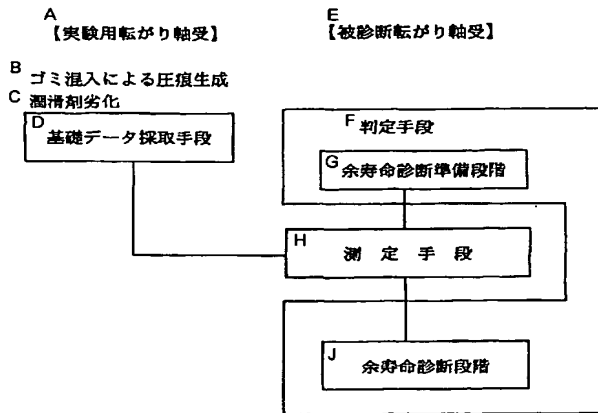 A
【実験用転がり軸受】
B ゴミ混入による圧痕生成
C 潤滑剤劣化
D 基礎データ採取手段
E
【被診断転がり軸受】
F 判定手段
G 余寿命診断準備段階
H 測定手段
J 余寿命診断段階